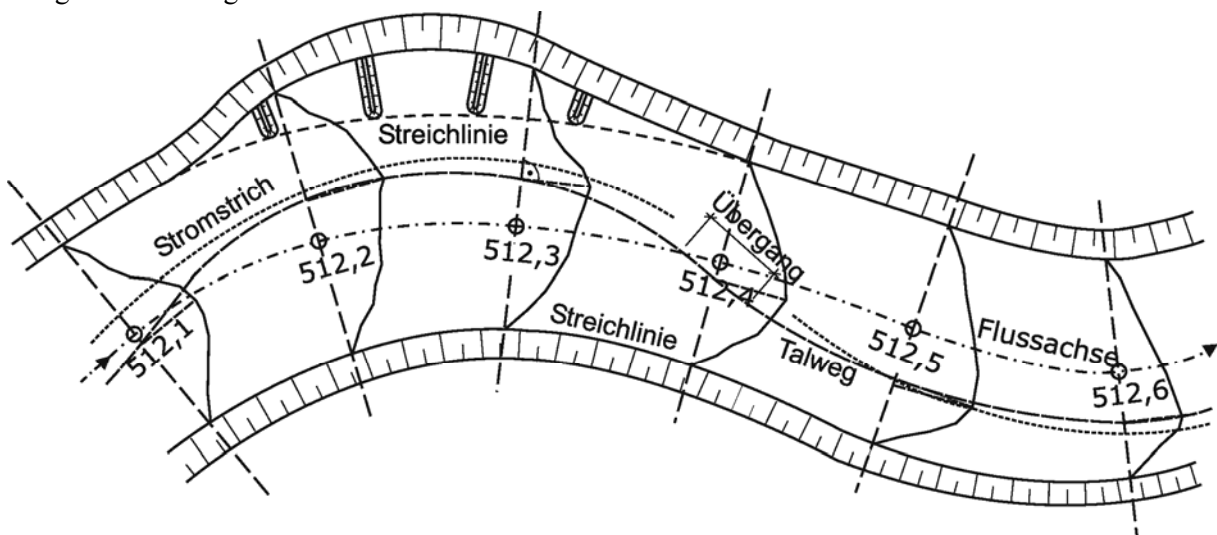 Streichlinie
Stromstrich
512,1
512,2
512,3
Übergang
512,4
Streichlinie
Talweg
512,5
Flussachse
512,6